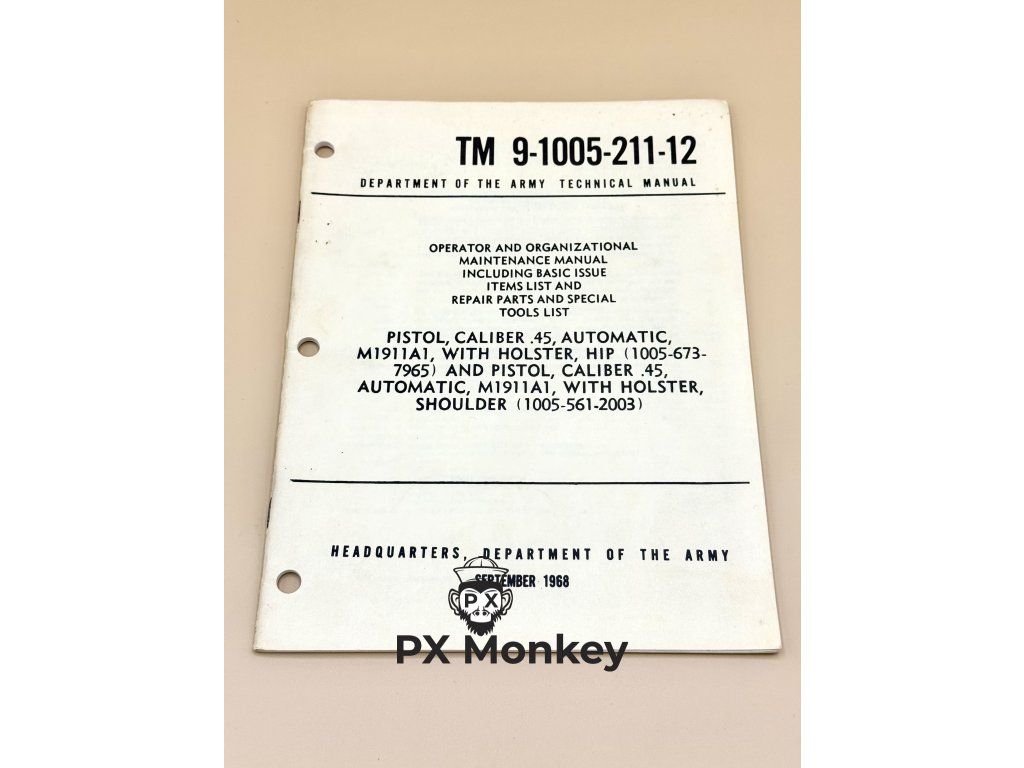 TM 9-1005-211-12
DEPARTMENT OF THE ARMY TECHNICAL MANUAL
OPERATOR AND ORGANIZATIONAL
MAINTENANCE MANUAL
INCLUDING BASIC ISSUE
ITEMS LIST AND
REPAIR PARTS AND SPECIAL
TOOLS LIST
PISTOL, CALIBER .45, AUTOMATIC,
M1911A1, WITH HOLSTER, HIP (1005-673-
7965) AND PISTOL, CALIBER .45,
AUTOMATIC, M1911A1, WITH HOLSTER,
SHOULDER (1005-561-2003)
HEADQUARTERS, DEPARTMENT OF THE ARMY
SEPTEMBER 1968
PX
PX Monkey